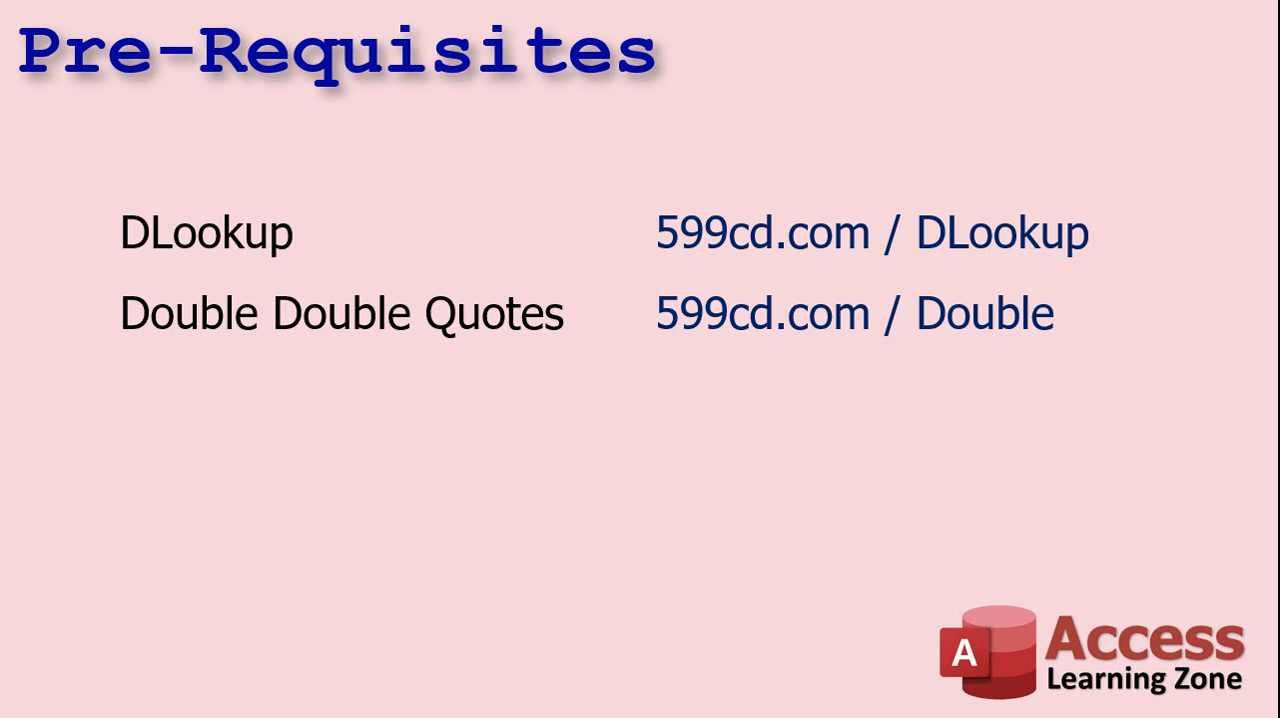 Pre-Requisites
DLookup 599cd.com / DLookup
Double Double Quotes 599cd.com / Double
A Access
Learning Zone